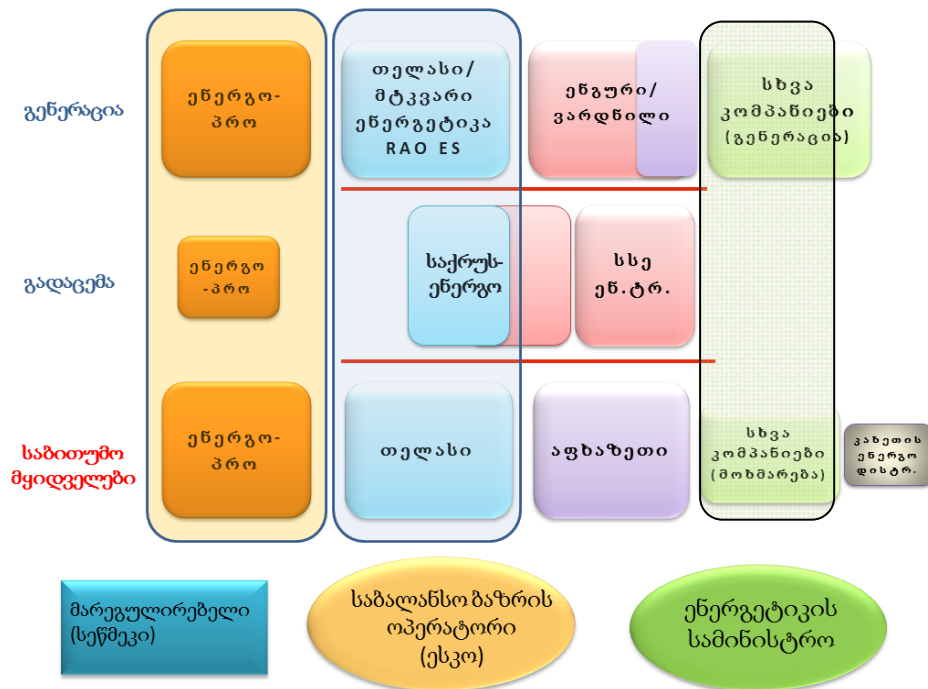 გენერაცია
ენერგო-
პრო
თელასი/
მტკვარი
ენერგეტიკა
RAO ES
ენგური/
ვარდნილი
სხვა
კომპანიები
(გენერაცია)
გადაცემა
ენერგო
-პრო
საქრუს-
ენერგო
სსე
ენ.ტრ.
საბითუმო
მყიდველები
ენერგო-
პრო
თელასი
აფხაზეთი
სხვა
კომპანიები
(მოხმარება)
კახეთის
ენერგო
დისტრ.
მარეგულირებელი
(სეწმეკი)
საბალანსო ბაზრის
ოპერატორი
(ესკო)
ენერგეტიკის
სამინისტრო